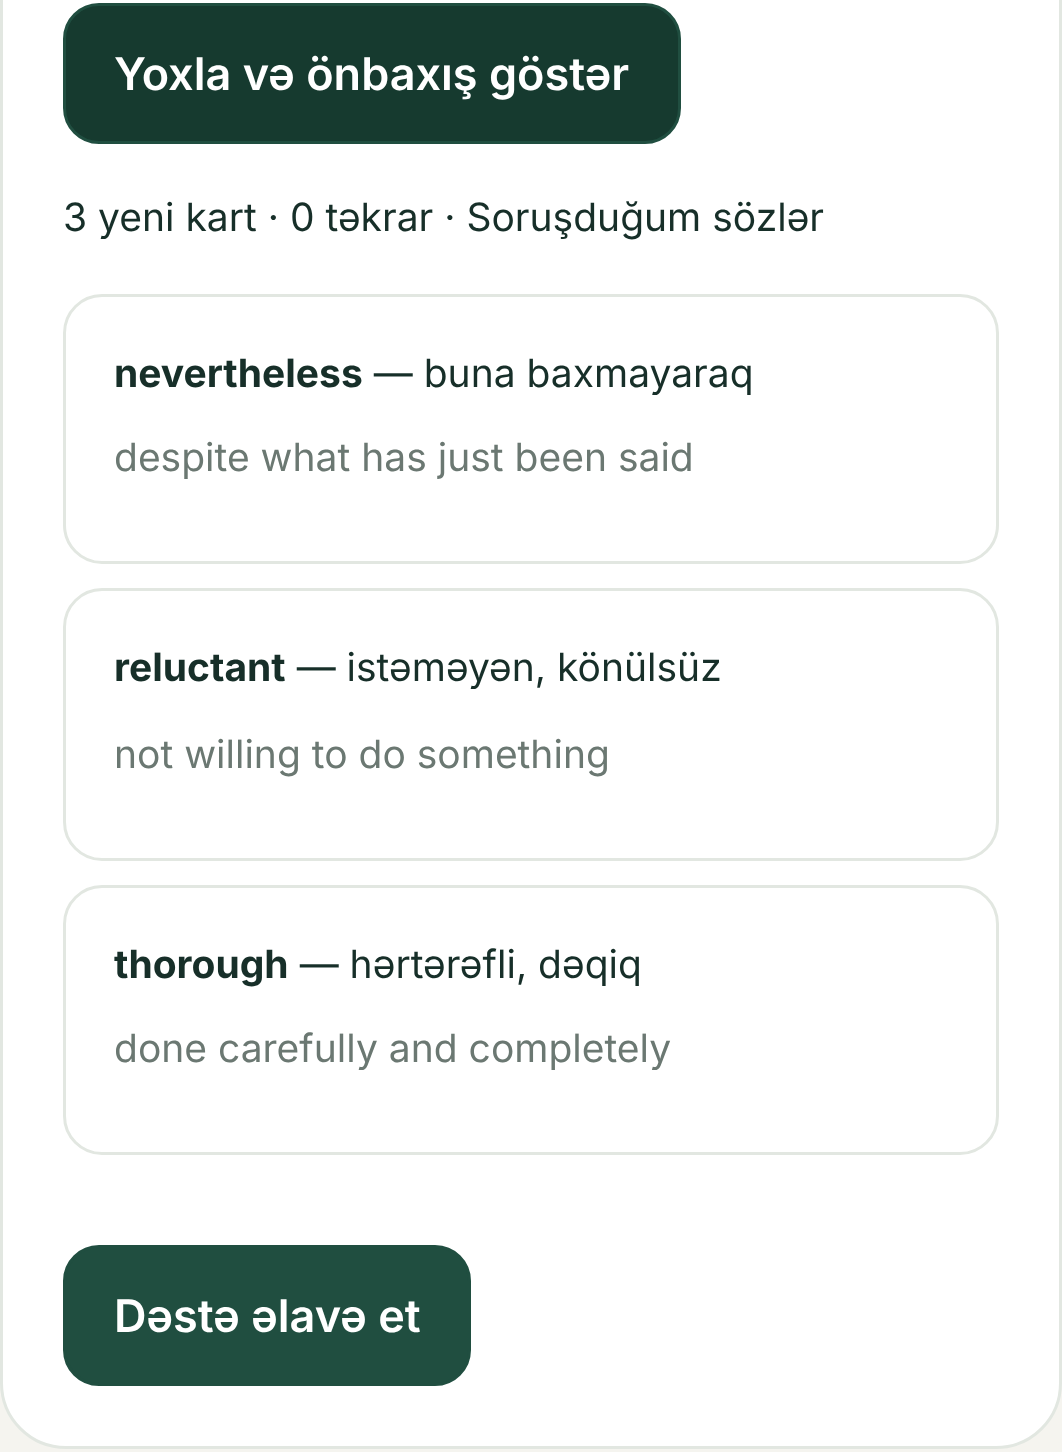 Yoxla və önbaxış göstər
3 yeni kart · 0 təkrar · Soruşduğum sözlər
nevertheless — buna baxmayaraq
despite what has just been said
reluctant — istəməyən, könülsüz
not willing to do something
thorough — hərtərəfli, dəqiq
done carefully and completely
Dəstə əlavə et